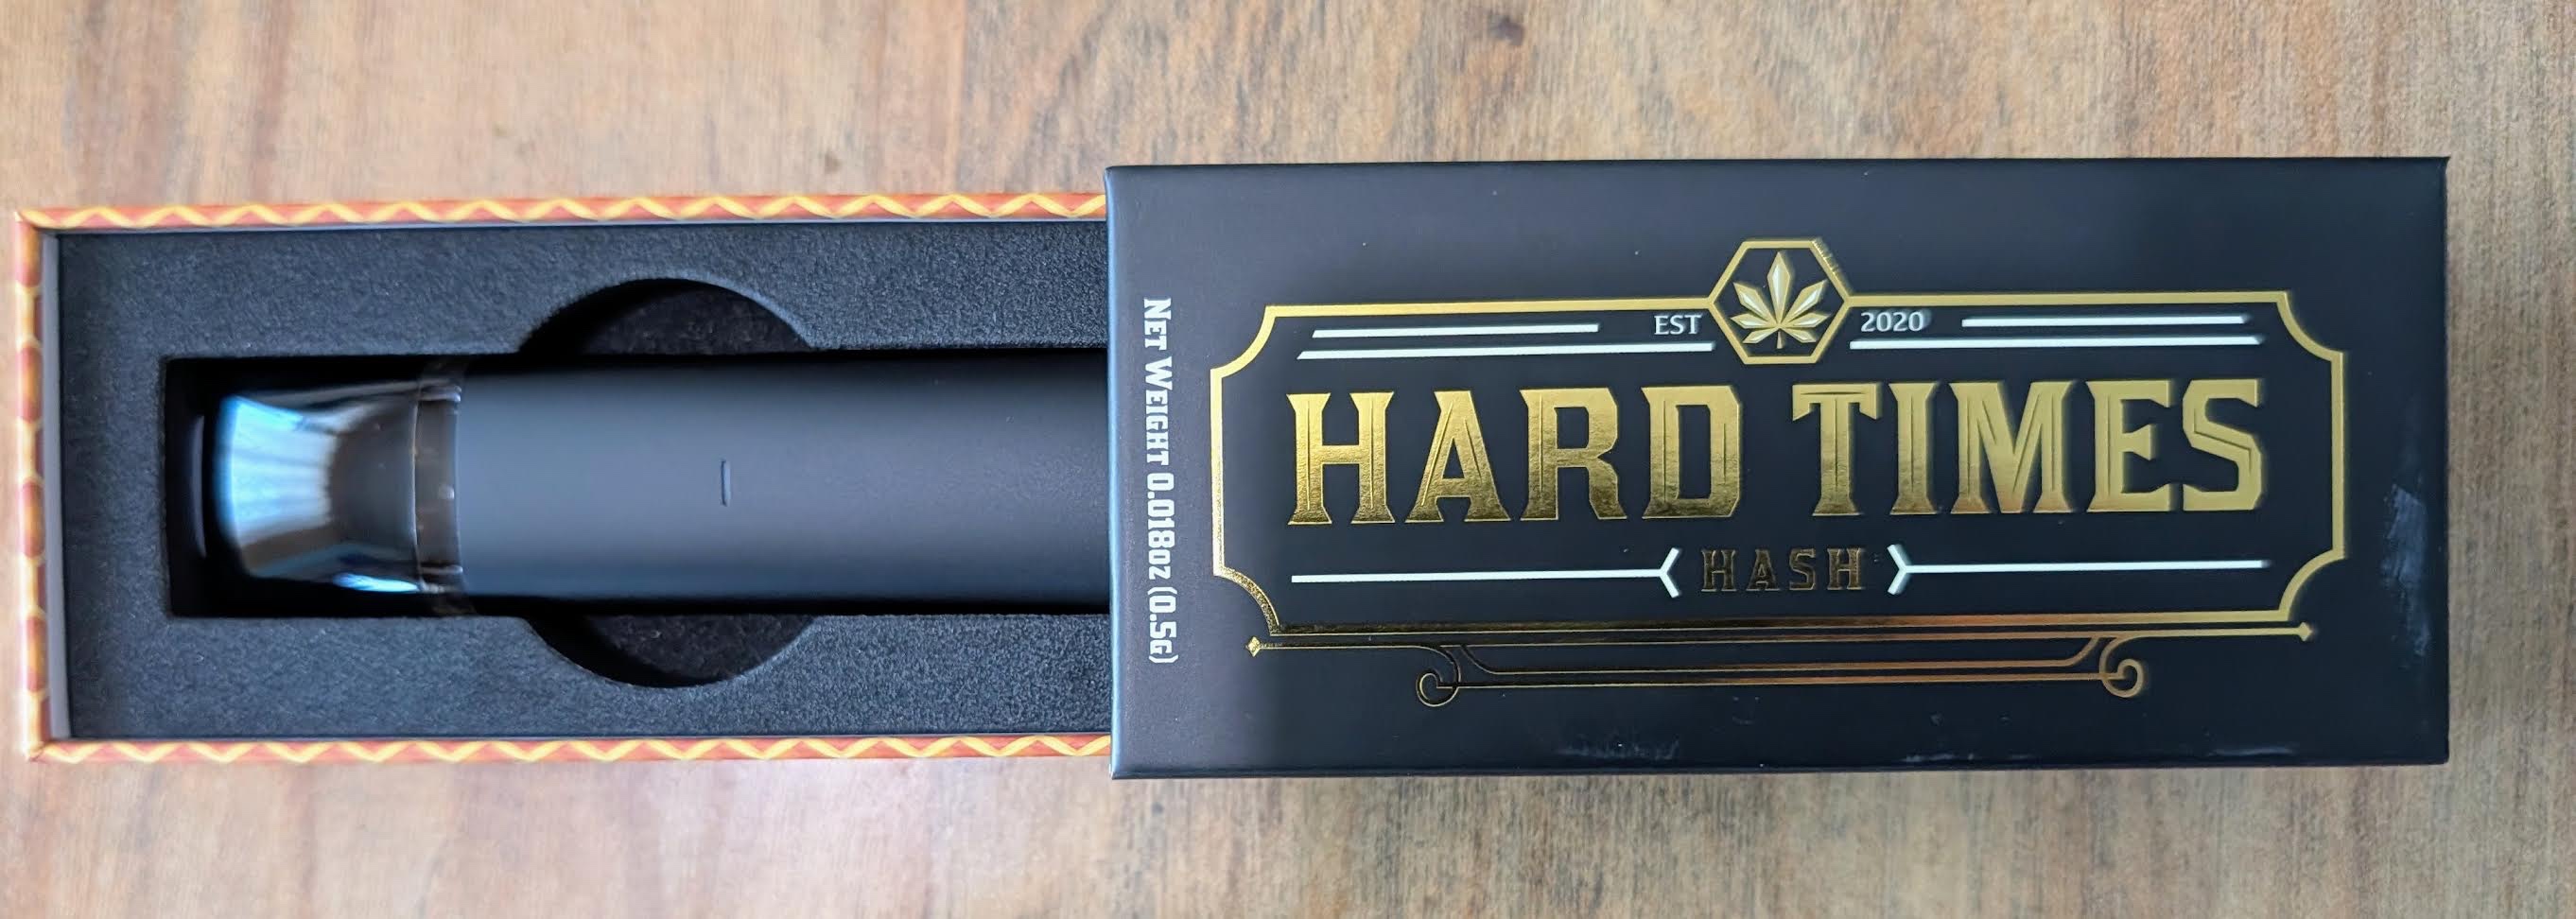 NET WEIGHT 0.018OZ (0.5G)
EST 2020
HARD TIMES
HASH